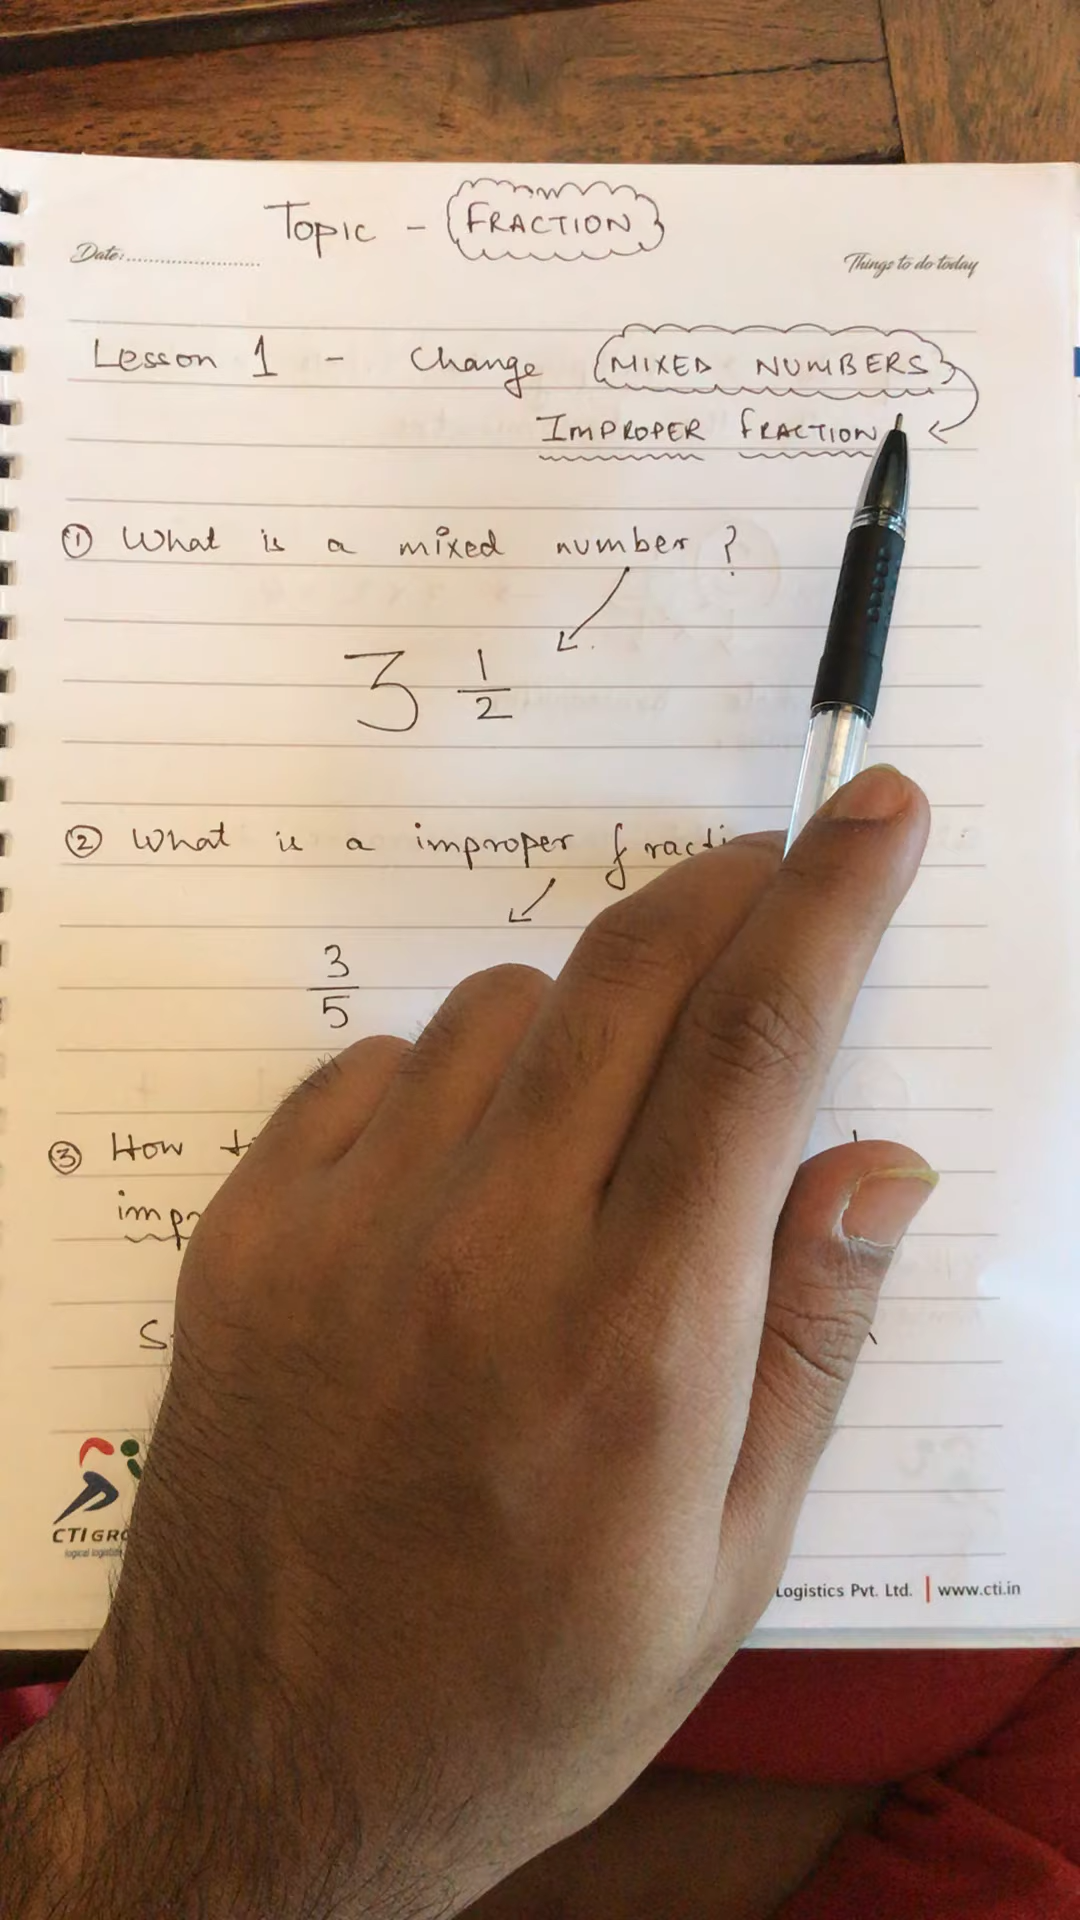 Topic - FRACTION
Date:
Things to do today
Lesson 1 - Change MIXED NUMBERS
IMPROPER FRACTION
① What is a mixed number ?
3 1/2
② What is a improper fracti
3/5
③ How
imp
CTI GRO
Logistics Pvt. Ltd. | www.cti.in